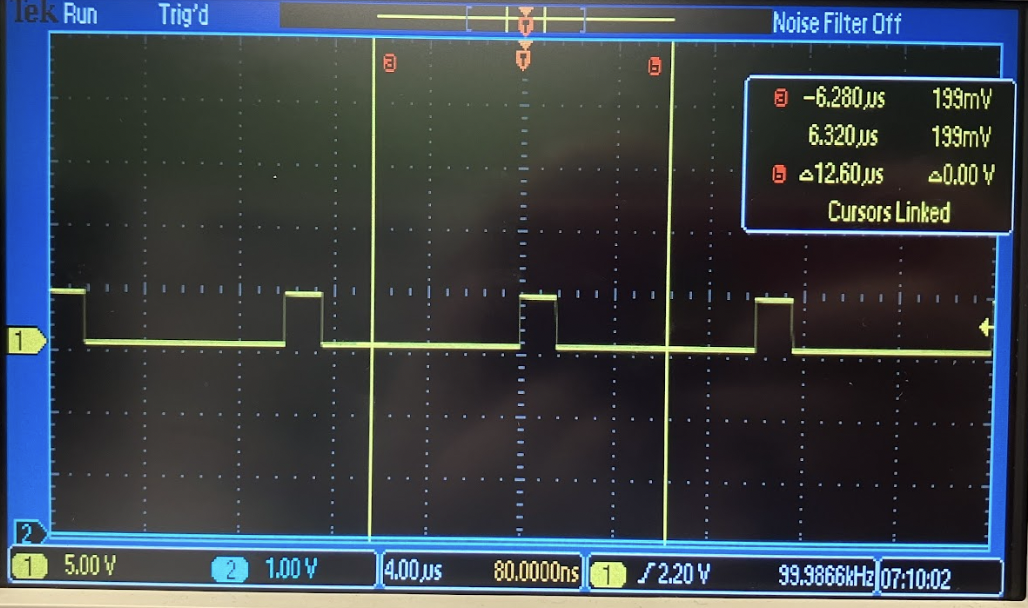 Tek Run Trig'd Noise Filter Off
T
a T b
a −6.280µs 199mV
6.320µs 199mV
b △12.60µs △0.00 V
Cursors Linked
1
2
1 5.00 V 2 1.00 V 4.00µs 80.0000ns 1 2.20 V 99.9866kHz 07:10:02